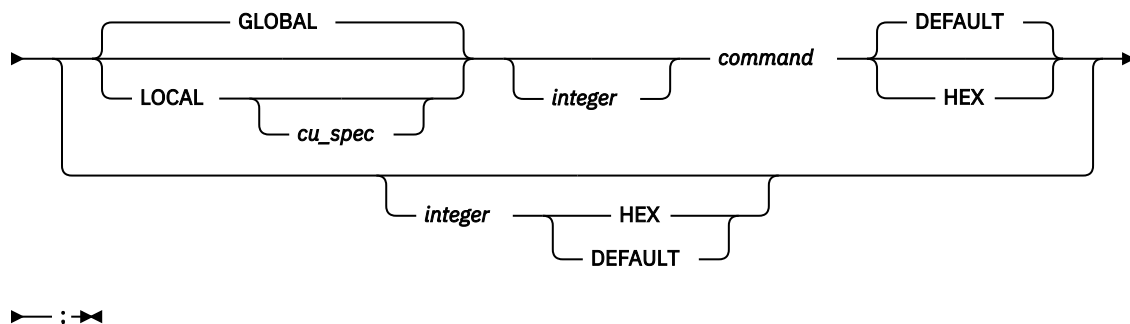 GLOBAL DEFAULT
command
LOCAL integer HEX
cu_spec
integer HEX
DEFAULT
;